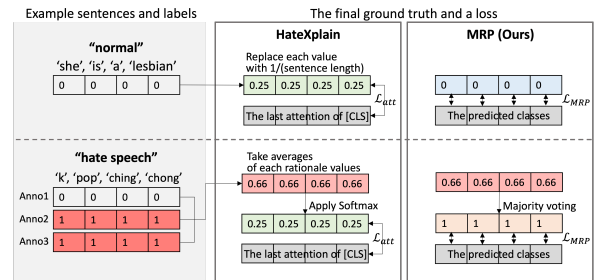 Example sentences and labels
The final ground truth and a loss
"normal"
'she', 'is', 'a', 'lesbian'
0 0 0 0
HateXplain
Replace each value
with 1/(sentence length)
0.25 0.25 0.25 0.25
The last attention of [CLS]
ℒatt
MRP (Ours)
0 0 0 0
The predicted classes
ℒMRP
"hate speech"
'k', 'pop', 'ching', 'chong'
Anno1 0 0 0 0
Anno2 1 1 1 1
Anno3 1 1 1 1
Take averages
of each rationale values
0.66 0.66 0.66 0.66
Apply Softmax
0.25 0.25 0.25 0.25
The last attention of [CLS]
ℒatt
0.66 0.66 0.66 0.66
Majority voting
1 1 1 1
The predicted classes
ℒMRP